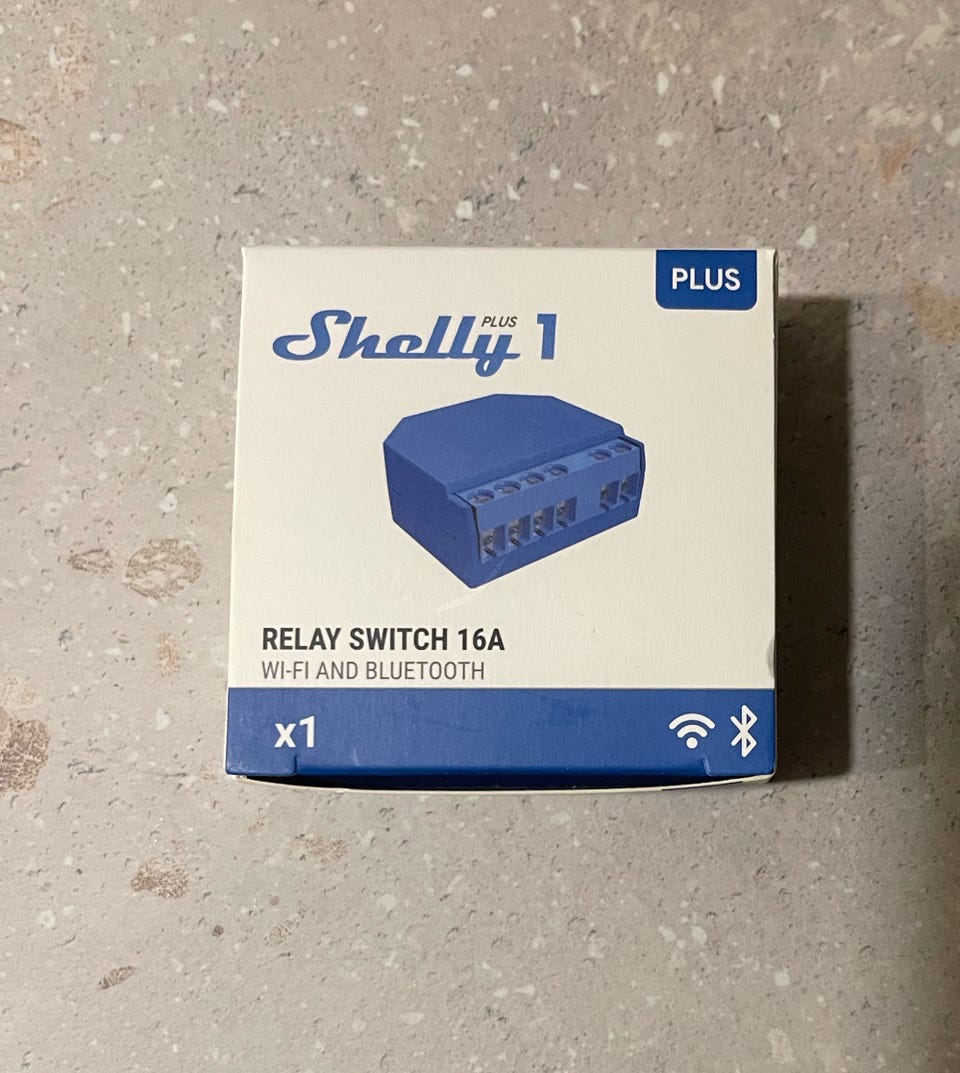 PLUS
Shelly PLUS 1
RELAY SWITCH 16A
WI-FI AND BLUETOOTH
x1